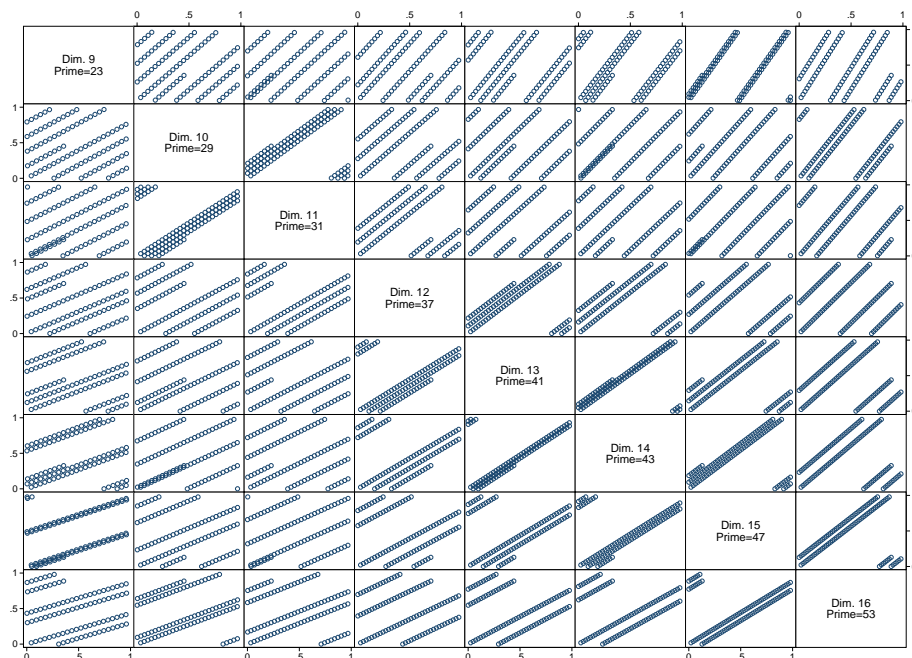 0 .5 1 0 .5 1 0 .5 1 0 .5 1
Dim. 9
Prime=23
1
Dim. 10
Prime=29
.5
0
Dim. 11
Prime=31
1
Dim. 12
Prime=37
.5
0
Dim. 13
Prime=41
1
Dim. 14
Prime=43
.5
0
Dim. 15
Prime=47
1
Dim. 16
Prime=53
.5
0
0 .5 1 0 .5 1 0 .5 1 0 .5 1